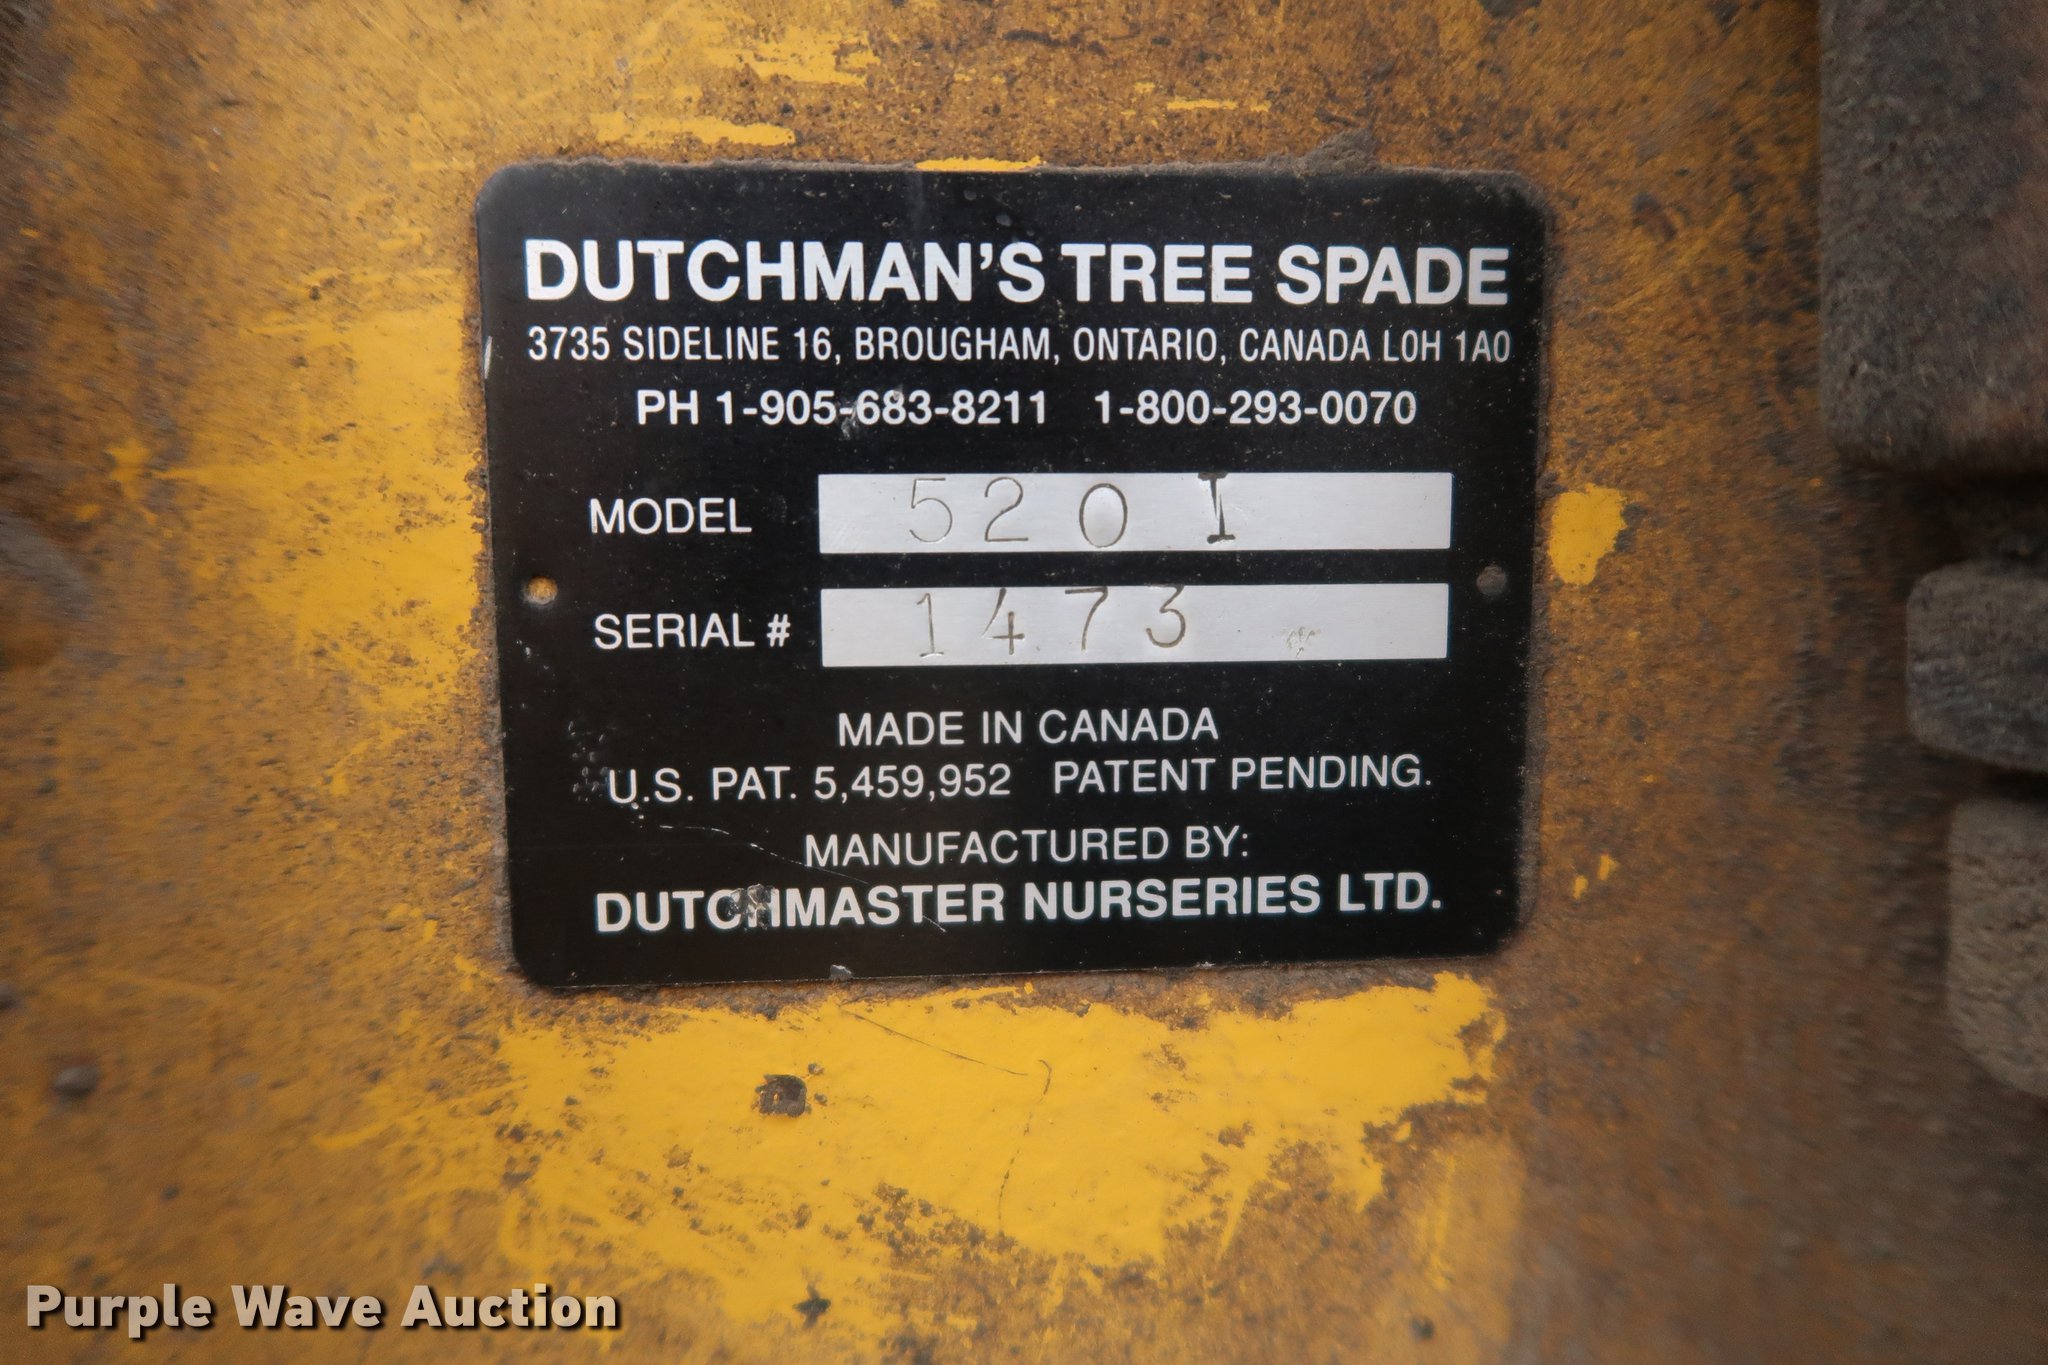 DUTCHMAN'S TREE SPADE
3735 SIDELINE 16, BROUGHAM, ONTARIO, CANADA L0H 1A0
PH 1-905-683-8211 1-800-293-0070
MODEL 520 I
SERIAL # 1473
MADE IN CANADA
U.S. PAT. 5,459,952 PATENT PENDING.
MANUFACTURED BY:
DUTCHMASTER NURSERIES LTD.
Purple Wave Auction